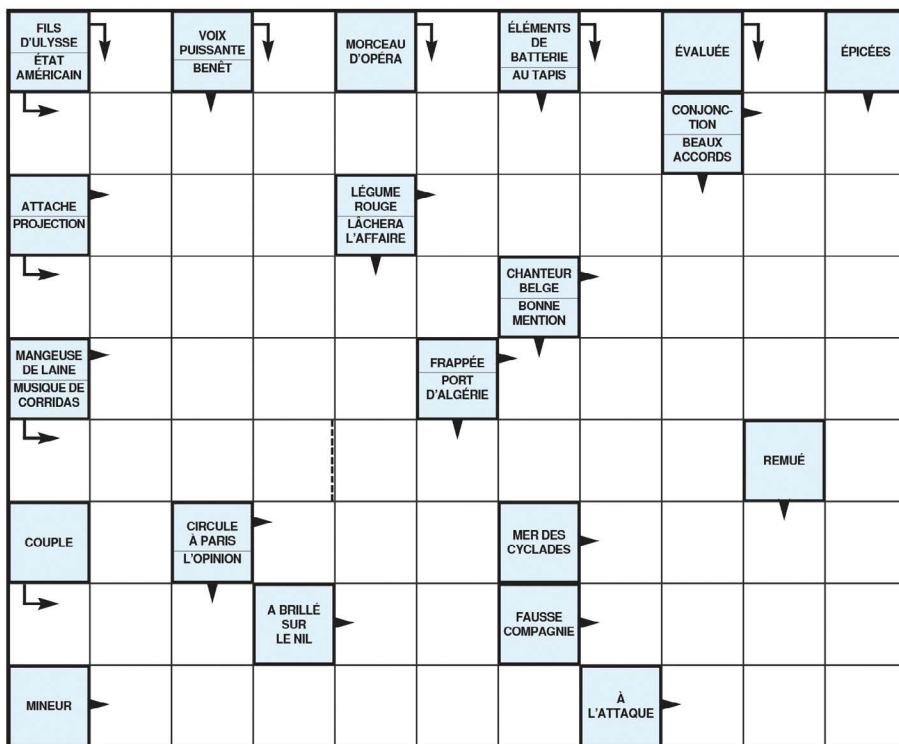 FILS
D'ULYSSE
ÉTAT
AMÉRICAIN
VOIX
PUISSANTE
BENÊT
MORCEAU
D'OPÉRA
ÉLÉMENTS
DE
BATTERIE
AU TAPIS
ÉVALUÉE
ÉPICÉES
CONJONC-
TION
BEAUX
ACCORDS
ATTACHE
PROJECTION
LÉGUME
ROUGE
LÂCHERA
L'AFFAIRE
CHANTEUR
BELGE
BONNE
MENTION
MANGEUSE
DE LAINE
MUSIQUE DE
CORRIDAS
FRAPPÉE
PORT
D'ALGÉRIE
REMUÉ
COUPLE
CIRCULE
À PARIS
L'OPINION
MER DES
CYCLADES
A BRILLÉ
SUR
LE NIL
FAUSSE
COMPAGNIE
MINEUR
À
L'ATTAQUE